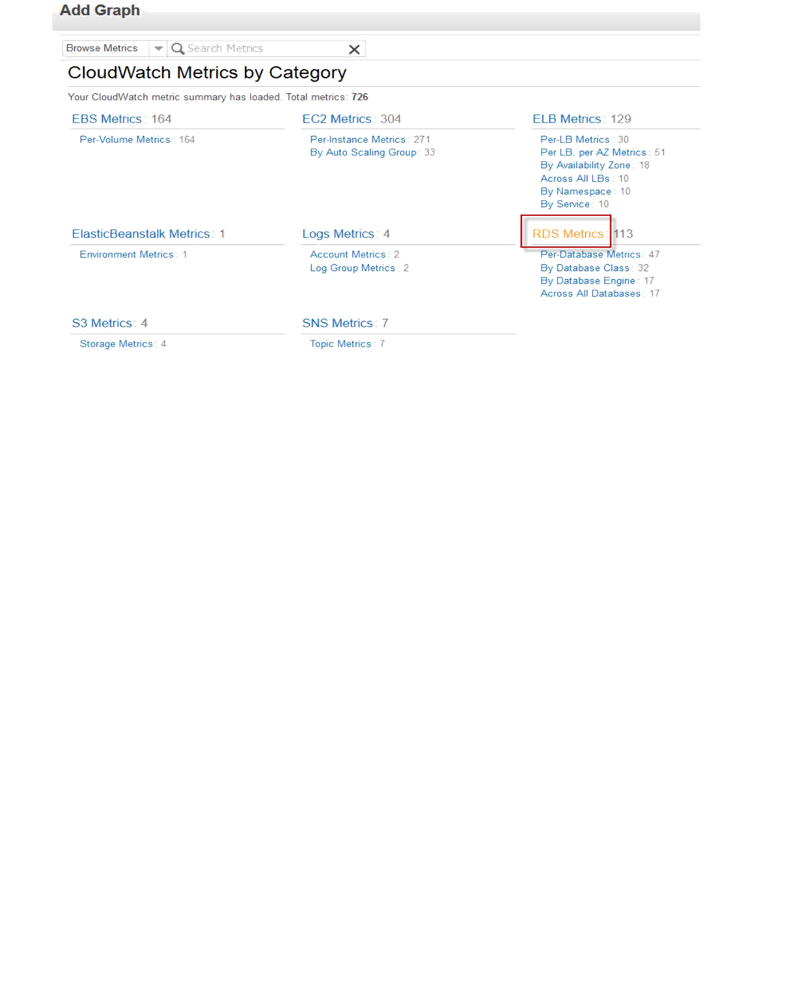 Add Graph
Browse Metrics Search Metrics
CloudWatch Metrics by Category
Your CloudWatch metric summary has loaded. Total metrics: 726
EBS Metrics : 164
Per-Volume Metrics : 164
EC2 Metrics : 304
Per-Instance Metrics : 271
By Auto Scaling Group : 33
ELB Metrics : 129
Per-LB Metrics : 30
Per LB, per AZ Metrics : 51
By Availability Zone : 18
Across All LBs : 10
By Namespace : 10
By Service : 10
ElasticBeanstalk Metrics : 1
Environment Metrics : 1
Logs Metrics : 4
Account Metrics : 2
Log Group Metrics : 2
RDS Metrics : 113
Per-Database Metrics : 47
By Database Class : 32
By Database Engine : 17
Across All Databases : 17
S3 Metrics : 4
Storage Metrics : 4
SNS Metrics : 7
Topic Metrics : 7